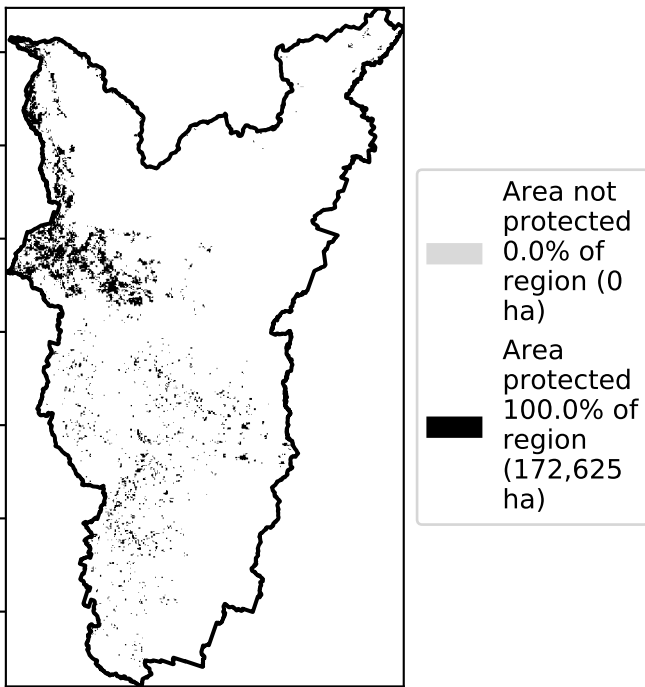 Area not
protected
0.0% of
region (0
ha)
Area
protected
100.0% of
region
(172,625
ha)